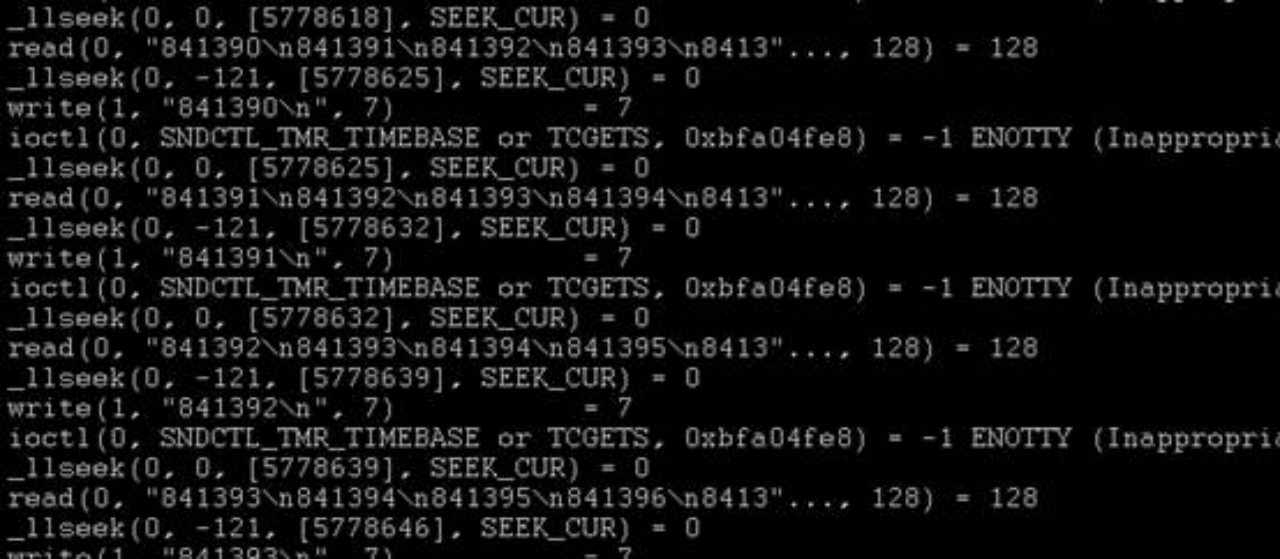 _llseek(0, 0, [5778618], SEEK_CUR) = 0
read(0, "841390\n841391\n841392\n841393\n8413"..., 128) = 128
_llseek(0, -121, [5778625], SEEK_CUR) = 0
write(1, "841390\n", 7) = 7
ioctl(0, SNDCTL_TMR_TIMEBASE or TCGETS, 0xbfa04fe8) = -1 ENOTTY (Inappropri
_llseek(0, 0, [5778625], SEEK_CUR) = 0
read(0, "841391\n841392\n841393\n841394\n8413"..., 128) = 128
_llseek(0, -121, [5778632], SEEK_CUR) = 0
write(1, "841391\n", 7) = 7
ioctl(0, SNDCTL_TMR_TIMEBASE or TCGETS, 0xbfa04fe8) = -1 ENOTTY (Inappropri
_llseek(0, 0, [5778632], SEEK_CUR) = 0
read(0, "841392\n841393\n841394\n841395\n8413"..., 128) = 128
_llseek(0, -121, [5778639], SEEK_CUR) = 0
write(1, "841392\n", 7) = 7
ioctl(0, SNDCTL_TMR_TIMEBASE or TCGETS, 0xbfa04fe8) = -1 ENOTTY (Inappropri
_llseek(0, 0, [5778639], SEEK_CUR) = 0
read(0, "841393\n841394\n841395\n841396\n8413"..., 128) = 128
_llseek(0, -121, [5778646], SEEK_CUR) = 0
write(1, "841393\n", 7) = 7